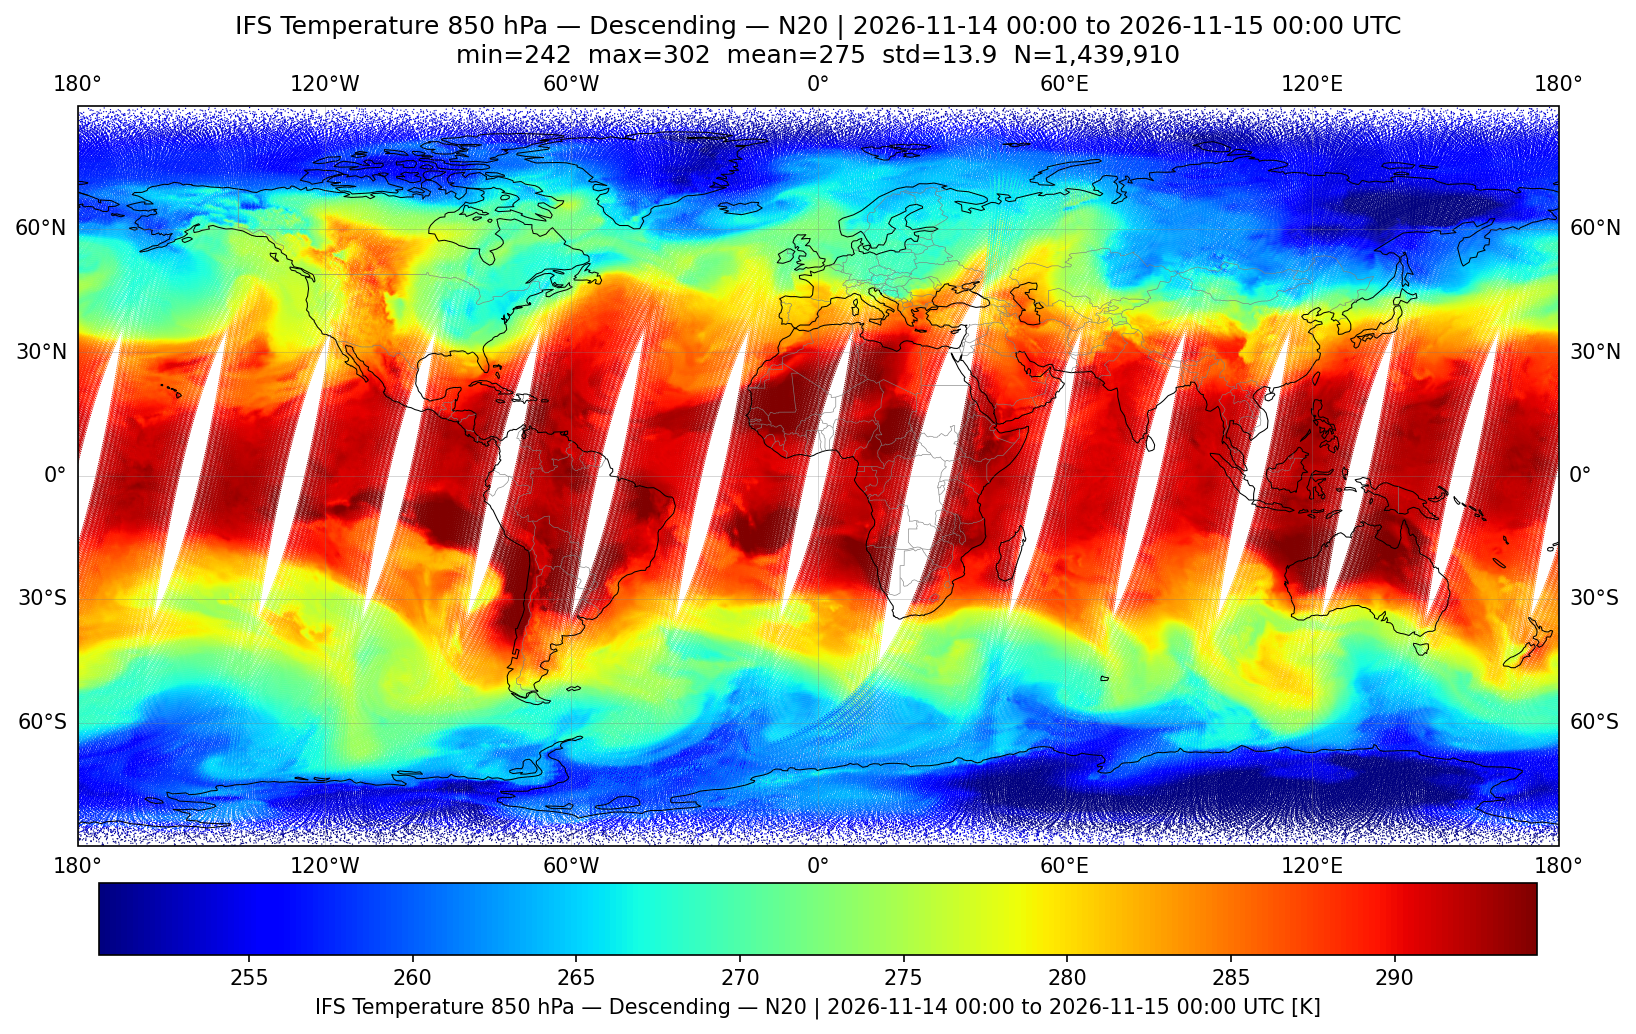 IFS Temperature 850 hPa — Descending — N20 | 2026-11-14 00:00 to 2026-11-15 00:00 UTC
min=242 max=302 mean=275 std=13.9 N=1,439,910
180° 120°W 60°W 0° 60°E 120°E 180°
60°N 60°N
30°N 30°N
0° 0°
30°S 30°S
60°S 60°S
180° 120°W 60°W 0° 60°E 120°E 180°
255 260 265 270 275 280 285 290
IFS Temperature 850 hPa — Descending — N20 | 2026-11-14 00:00 to 2026-11-15 00:00 UTC [K]